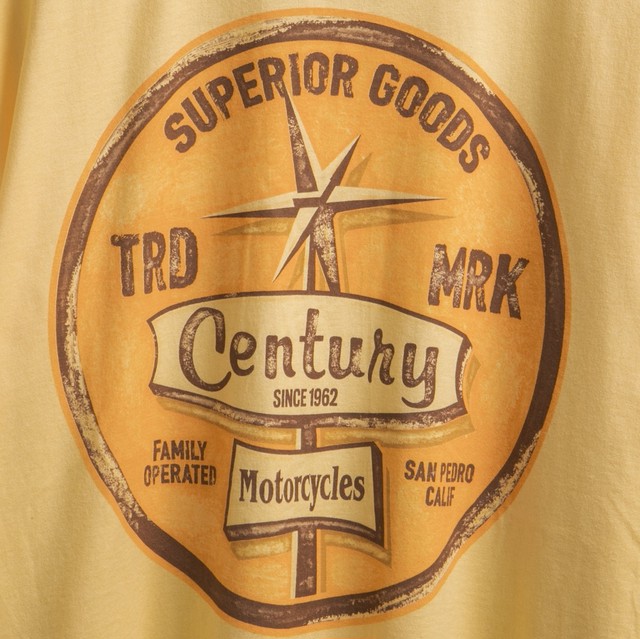 SUPERIOR GOODS
TRD MRK
Century
SINCE 1962
FAMILY
OPERATED
Motorcycles
SAN PEDRO
CALIF